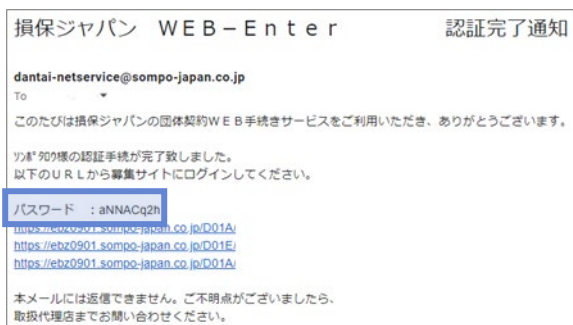 損保ジャパン　ＷＥＢ－Ｅｎｔｅｒ　認証完了通知
dantai-netservice@sompo-japan.co.jp
To
このたびは損保ジャパンの団体契約ＷＥＢ手続きサービスをご利用いただき、ありがとうございます。
ｿﾝﾎﾟﾀﾛｳ様の認証手続が完了致しました。
以下のＵＲＬから募集サイトにログインしてください。
パスワード　：aNNACq2h
https://ebz0901.sompo-japan.co.jp/D01A/
https://ebz0901.sompo-japan.co.jp/D01E/
https://ebz0901.sompo-japan.co.jp/D01A/
本メールには返信できません。ご不明点がございましたら、
取扱代理店までお問い合わせください。